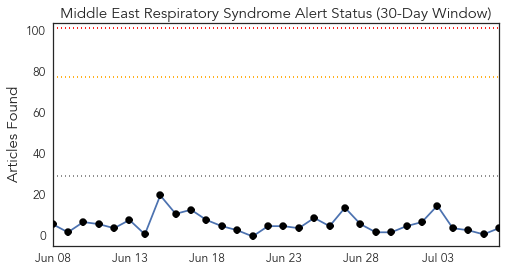 Middle East Respiratory Syndrome Alert Status (30-Day Window)
100
80
60
40
20
0
Articles Found
Jun 08
Jun 13
Jun 18
Jun 23
Jun 28
Jul 03